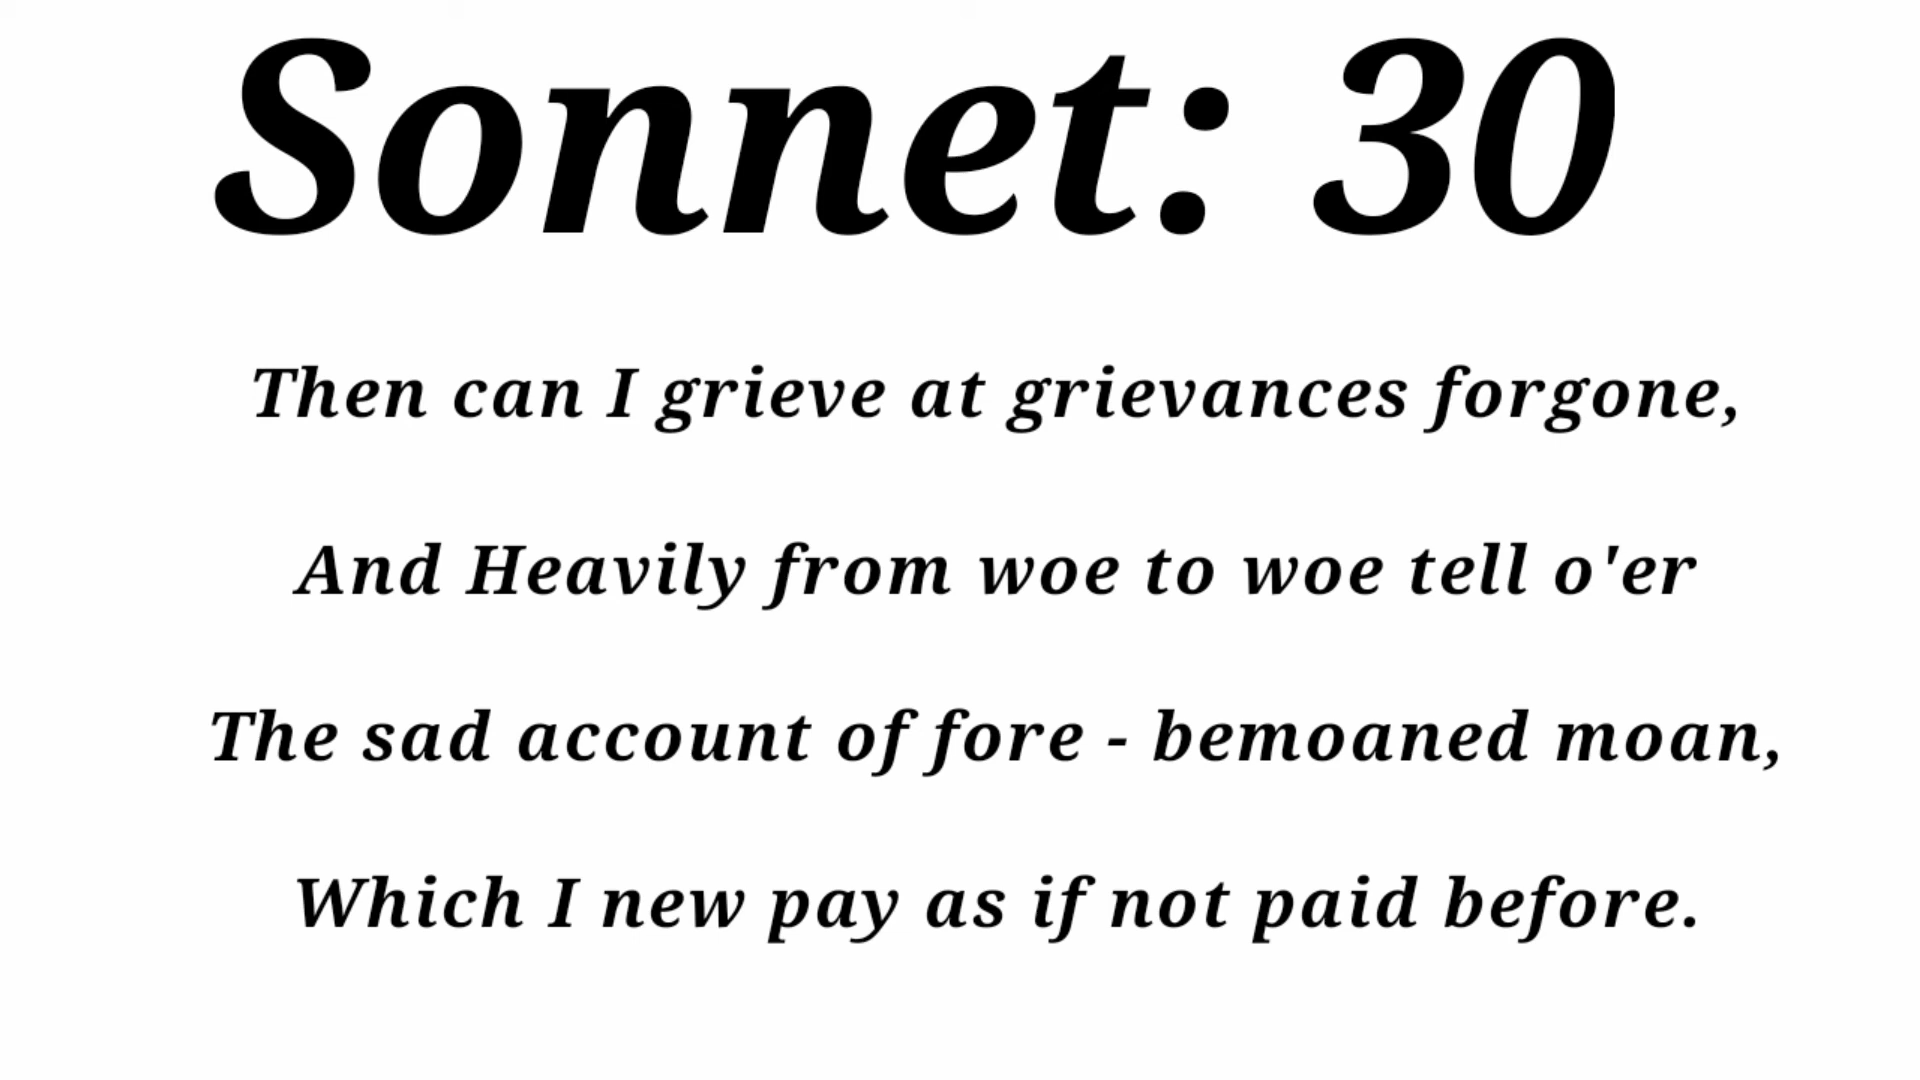 Sonnet: 30
Then can I grieve at grievances forgone,
And Heavily from woe to woe tell o'er
The sad account of fore - bemoaned moan,
Which I new pay as if not paid before.